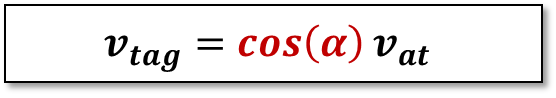 v_tag = cos(α) v_at